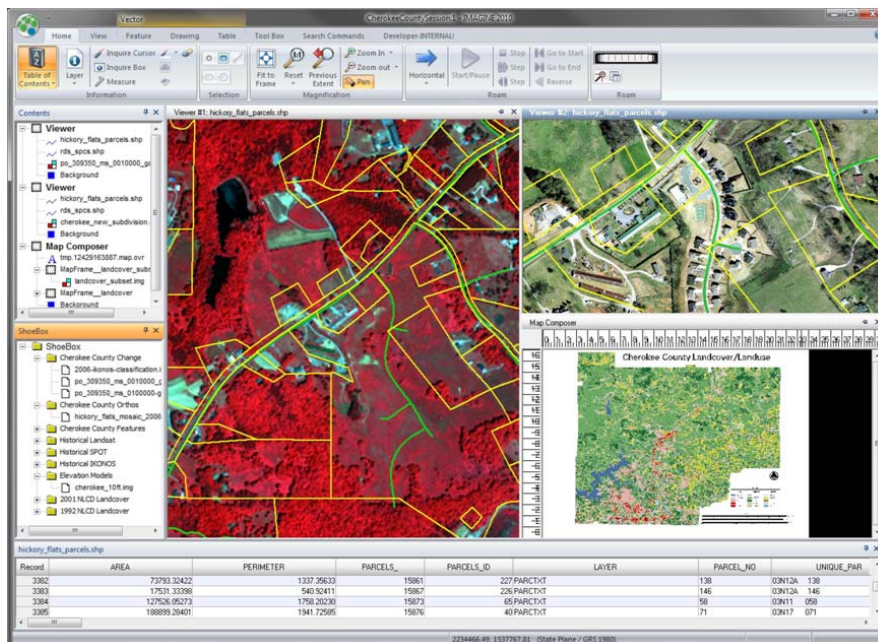 Vector
CherokeeCountySession1 - IMAGINE 2010
Home View Feature Drawing Table Tool Box Search Commands Developer-INTERNAL!
Table of Contents
Layer
Inquire Cursor
Inquire Box
Measure
Information
Selection
Fit to Frame
Reset
Previous Extent
Zoom In
Zoom out
Pan
Magnification
Horizontal
Start/Pause
Stop
Step
Step
Go to Start
Go to End
Reverse
Roam
Roam
Contents
Viewer
hickory_flats_parcels.shp
rds_spcs.shp
po_309350_ms_0010000_g
Background
Viewer
hickory_flats_parcels.shp
rds_spcs.shp
cherokee_new_subdivision.
Background
Map Composer
tmp.12429163887.map.ovr
MapFrame__landcover_subs
landcover_subset.img
MapFrame__landcover
Background
ShoeBox
ShoeBox
Cherokee County Change
2006-ikonos-classification.i
po_309350_ms_0010000_g
po_309350_ms_0100000-g
Cherokee County Orthos
hickory_flats_mosaic_2006
Cherokee County Features
Historical Landsat
Historical SPOT
Historical IKONOS
Elevation Models
cherokee_10ft.img
2001 NLCD Landcover
1992 NLCD Landcover
Viewer #1: hickory_flats_parcels.shp
Viewer #2: hickory_flats_parcels.shp
Map Composer
Cherokee County Landcover/Landuse
hickory_flats_parcels.shp
Record AREA PERIMETER PARCELS_ PARCELS_ID LAYER PARCEL_NO UNIQUE_PAR
3382 73793.32422 1337.35633 15861 227 PARCTXT 138 03N12A 138
3383 17531.33398 540.92411 15867 226 PARCTXT 146 03N12A 146
3384 127526.05273 1758.20230 15873 65 PARCTXT 58 03N11 058
3385 188899.28401 1941.72585 15876 40 PARCTXT 71 03N17 071
2234466.49, 1537767.81 (State Plane / GRS 1980)